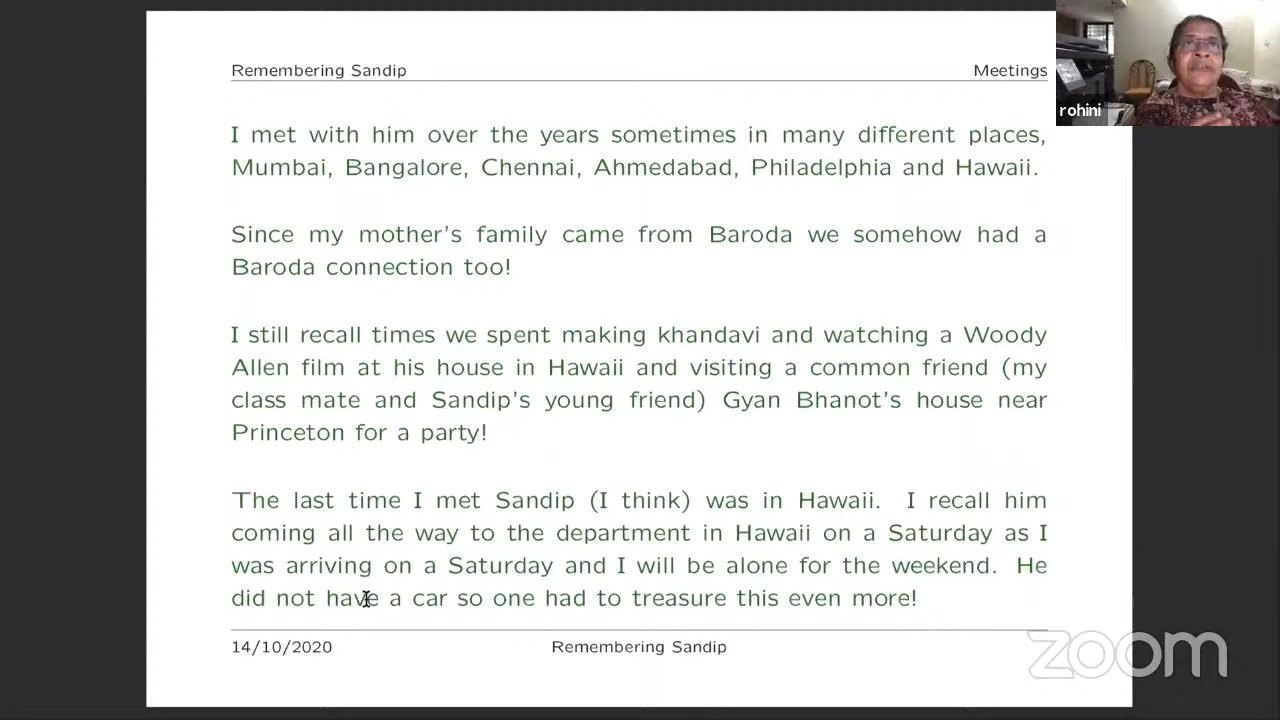 Remembering Sandip Meetings
rohini
I met with him over the years sometimes in many different places,
Mumbai, Bangalore, Chennai, Ahmedabad, Philadelphia and Hawaii.
Since my mother's family came from Baroda we somehow had a
Baroda connection too!
I still recall times we spent making khandavi and watching a Woody
Allen film at his house in Hawaii and visiting a common friend (my
class mate and Sandip's young friend) Gyan Bhanot's house near
Princeton for a party!
The last time I met Sandip (I think) was in Hawaii. I recall him
coming all the way to the department in Hawaii on a Saturday as I
was arriving on a Saturday and I will be alone for the weekend. He
did not have a car so one had to treasure this even more!
14/10/2020 Remembering Sandip
zoom